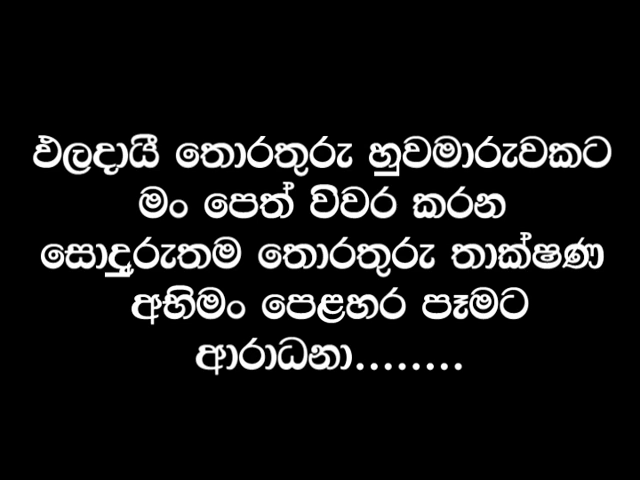 ඵලදායී තොරතුරු හුවමාරුවකට
මං පෙත් විවර කරන
සොඳුරුතම තොරතුරු තාක්ෂණ
අභිමං පෙළහර පෑමට
ආරාධනා........